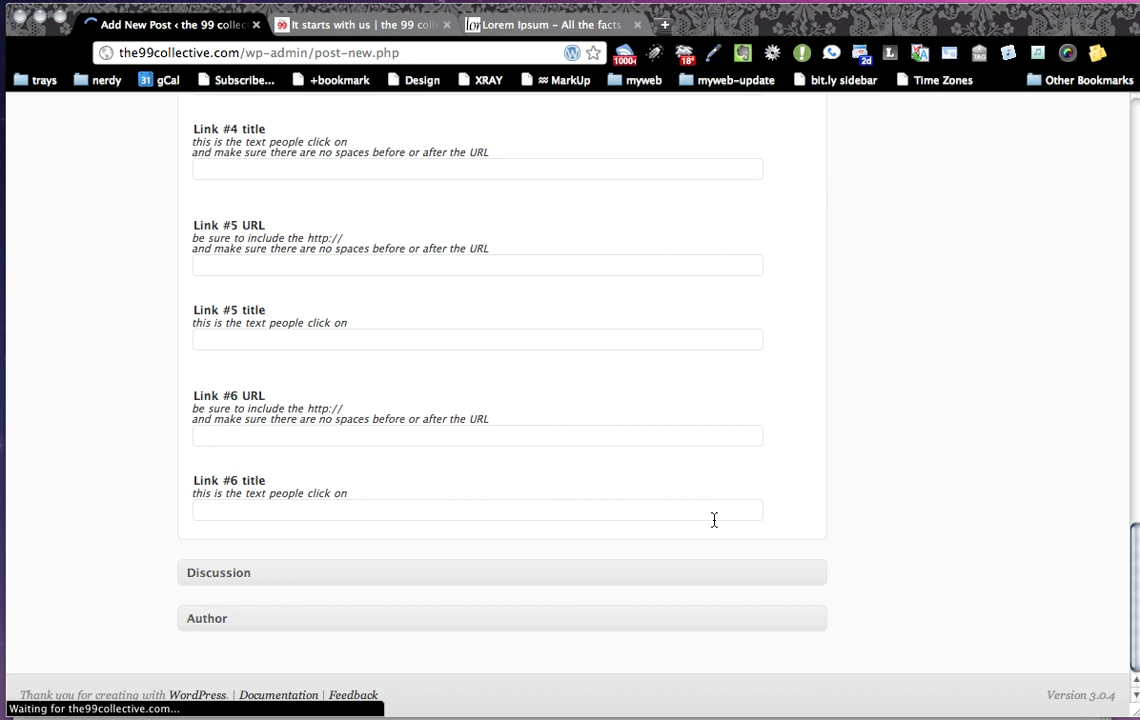 Add New Post ‹ the 99 collec
It starts with us | the 99 coll
Lorem Ipsum – All the facts
the99collective.com/wp-admin/post-new.php
1000+
18*
2d
L
TAG
trays
nerdy
31 gCal
Subscribe...
+bookmark
Design
XRAY
≈≈ MarkUp
myweb
myweb-update
bit.ly sidebar
Time Zones
Other Bookmarks
Link #4 title
this is the text people click on
and make sure there are no spaces before or after the URL
Link #5 URL
be sure to include the http://
and make sure there are no spaces before or after the URL
Link #5 title
this is the text people click on
Link #6 URL
be sure to include the http://
and make sure there are no spaces before or after the URL
Link #6 title
this is the text people click on
Discussion
Author
Thank you for creating with WordPress. | Documentation | Feedback
Version 3.0.4
Waiting for the99collective.com...